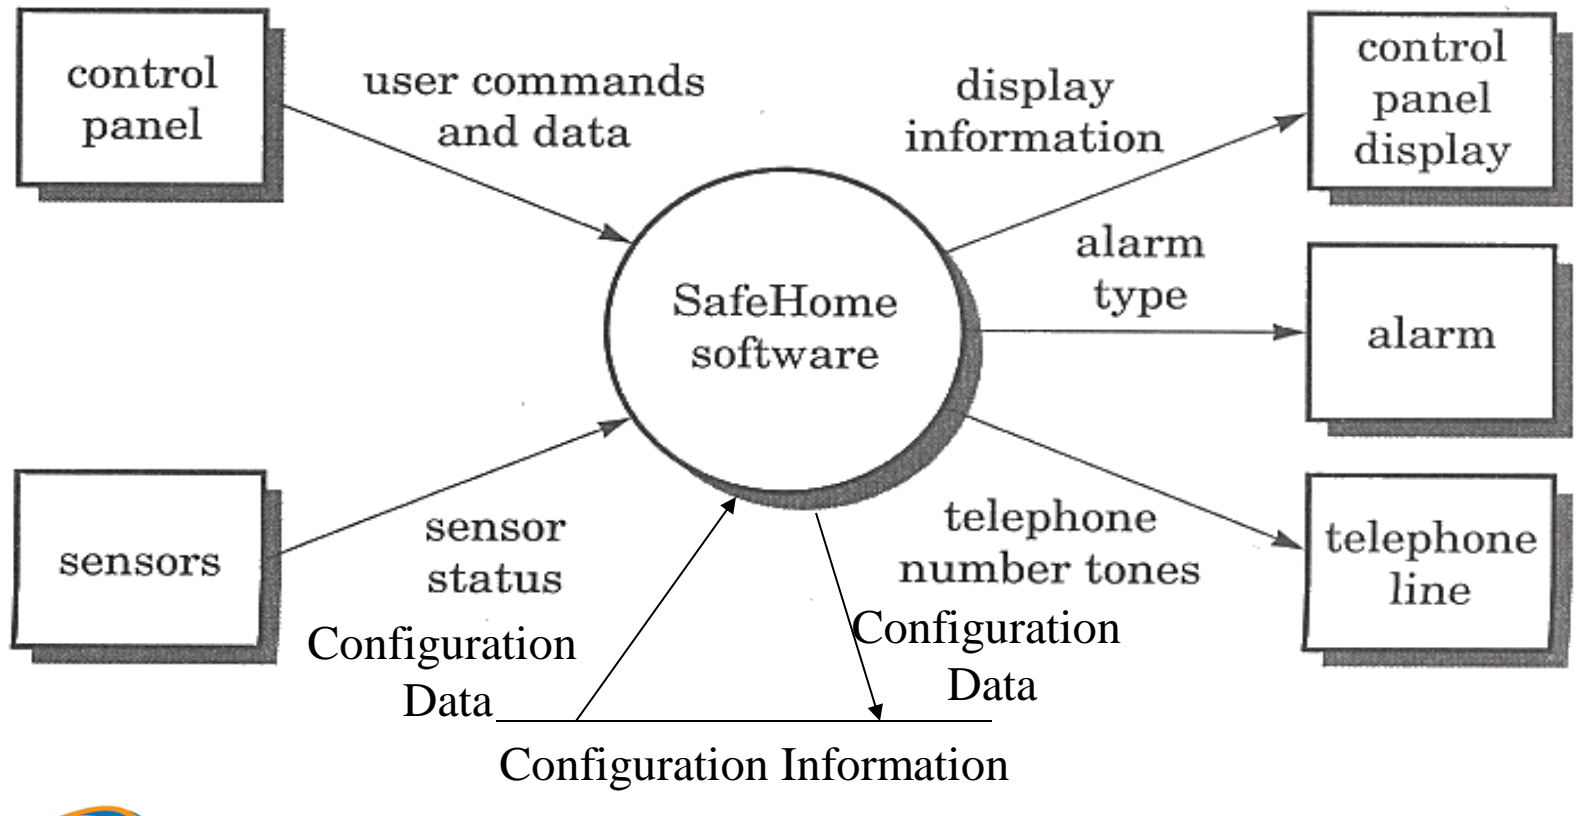 control
panel
user commands
and data
display
information
control
panel
display
SafeHome
software
alarm
type
alarm
sensors
sensor
status
telephone
number tones
telephone
line
Configuration
Data
Configuration
Data
Configuration Information